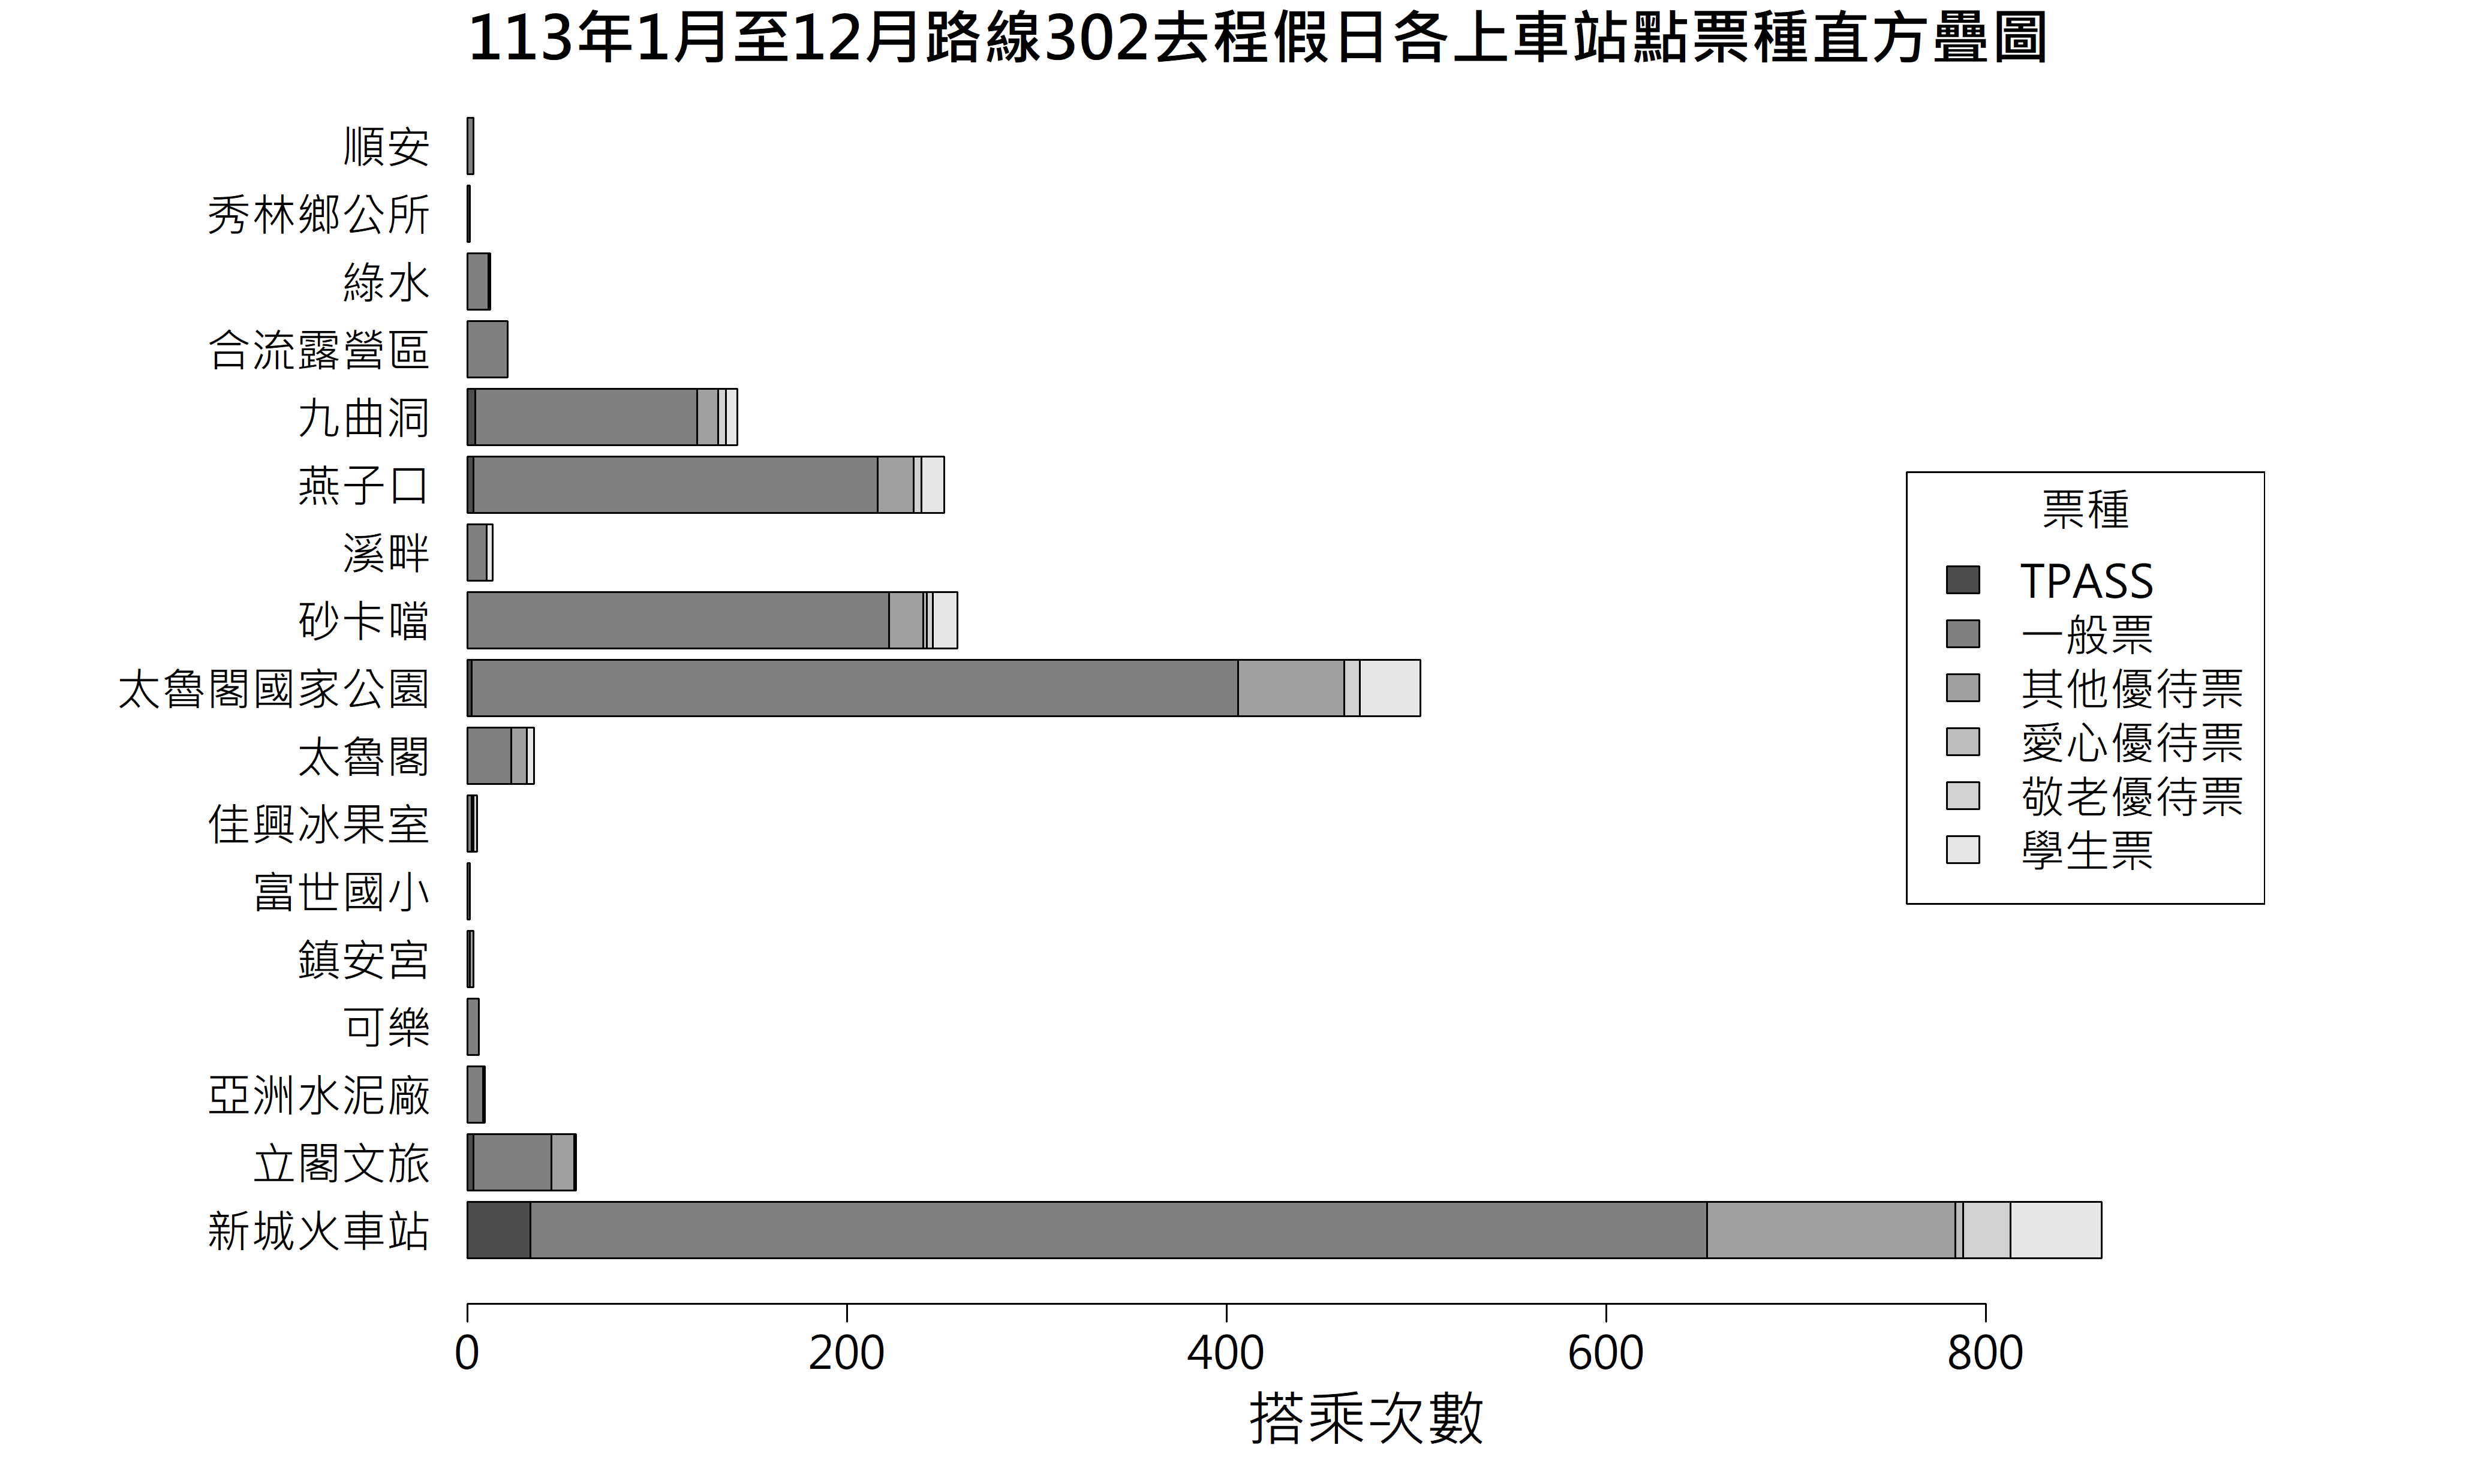 113年1月至12月路線302去程假日各上車站點票種直方疊圖
順安
秀林鄉公所
綠水
合流露營區
九曲洞
燕子口
溪畔
砂卡噹
太魯閣國家公園
太魯閣
佳興冰果室
富世國小
鎮安宮
可樂
亞洲水泥廠
立閣文旅
新城火車站
票種
TPASS
一般票
其他優待票
愛心優待票
敬老優待票
學生票
0 200 400 600 800
搭乘次數